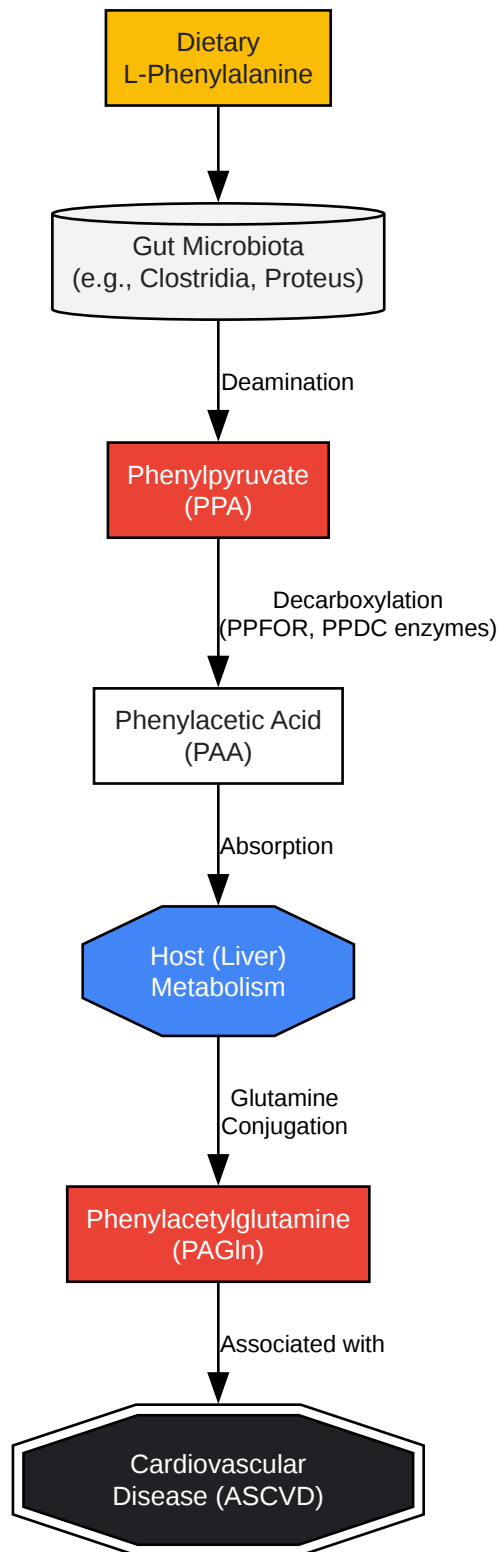 Dietary
L-Phenylalanine
Gut Microbiota
(e.g., Clostridia, Proteus)
Deamination
Phenylpyruvate
(PPA)
Decarboxylation
(PPFOR, PPDC enzymes)
Phenylacetic Acid
(PAA)
Absorption
Host (Liver)
Metabolism
Glutamine
Conjugation
Phenylacetylglutamine
(PAGln)
Associated with
Cardiovascular
Disease (ASCVD)